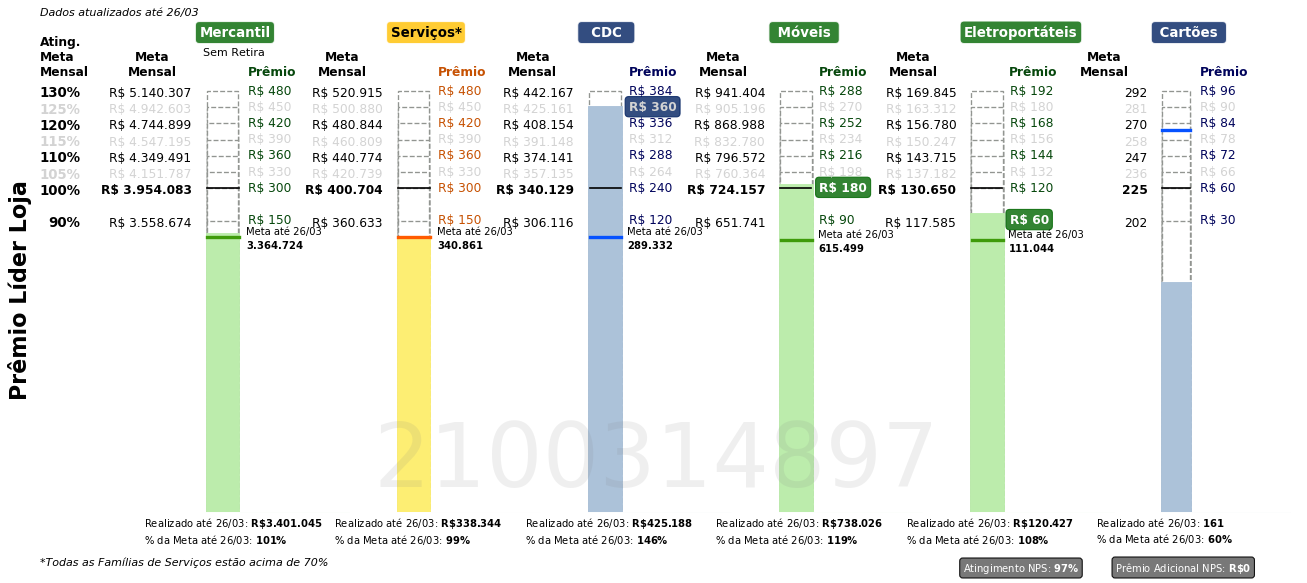 Dados atualizados até 26/03
Mercantil Serviços* CDC Móveis Eletroportáteis Cartões
Sem Retira
Ating. Meta Mensal Meta Mensal Prêmio Meta Mensal Prêmio Meta Mensal Prêmio Meta Mensal Prêmio Meta Mensal Prêmio Meta Mensal Prêmio
130% R$ 5.140.307 R$ 480 R$ 520.915 R$ 480 R$ 442.167 R$ 384 R$ 941.404 R$ 288 R$ 169.845 R$ 192 292 R$ 96
125% R$ 4.942.603 R$ 450 R$ 500.880 R$ 450 R$ 425.161 R$ 360 R$ 905.196 R$ 270 R$ 163.312 R$ 180 281 R$ 90
120% R$ 4.744.899 R$ 420 R$ 480.844 R$ 420 R$ 408.154 R$ 336 R$ 868.988 R$ 252 R$ 156.780 R$ 168 270 R$ 84
115% R$ 4.547.195 R$ 390 R$ 460.809 R$ 390 R$ 391.148 R$ 312 R$ 832.780 R$ 234 R$ 150.247 R$ 156 258 R$ 78
110% R$ 4.349.491 R$ 360 R$ 440.774 R$ 360 R$ 374.141 R$ 288 R$ 796.572 R$ 216 R$ 143.715 R$ 144 247 R$ 72
105% R$ 4.151.787 R$ 330 R$ 420.739 R$ 330 R$ 357.135 R$ 264 R$ 760.364 R$ 198 R$ 137.182 R$ 132 236 R$ 66
100% R$ 3.954.083 R$ 300 R$ 400.704 R$ 300 R$ 340.129 R$ 240 R$ 724.157 R$ 180 R$ 130.650 R$ 120 225 R$ 60
90% R$ 3.558.674 R$ 150 R$ 360.633 R$ 150 R$ 306.116 R$ 120 R$ 651.741 R$ 90 R$ 117.585 R$ 60 202 R$ 30
Meta até 26/03 Meta até 26/03 Meta até 26/03 Meta até 26/03 Meta até 26/03
3.364.724 340.861 289.332 615.499 111.044
Prêmio Líder Loja
2100314897
Realizado até 26/03: R$3.401.045 Realizado até 26/03: R$338.344 Realizado até 26/03: R$425.188 Realizado até 26/03: R$738.026 Realizado até 26/03: R$120.427 Realizado até 26/03: 161
% da Meta até 26/03: 101% % da Meta até 26/03: 99% % da Meta até 26/03: 146% % da Meta até 26/03: 119% % da Meta até 26/03: 108% % da Meta até 26/03: 60%
*Todas as Famílias de Serviços estão acima de 70%
Atingimento NPS: 97% Prêmio Adicional NPS: R$0